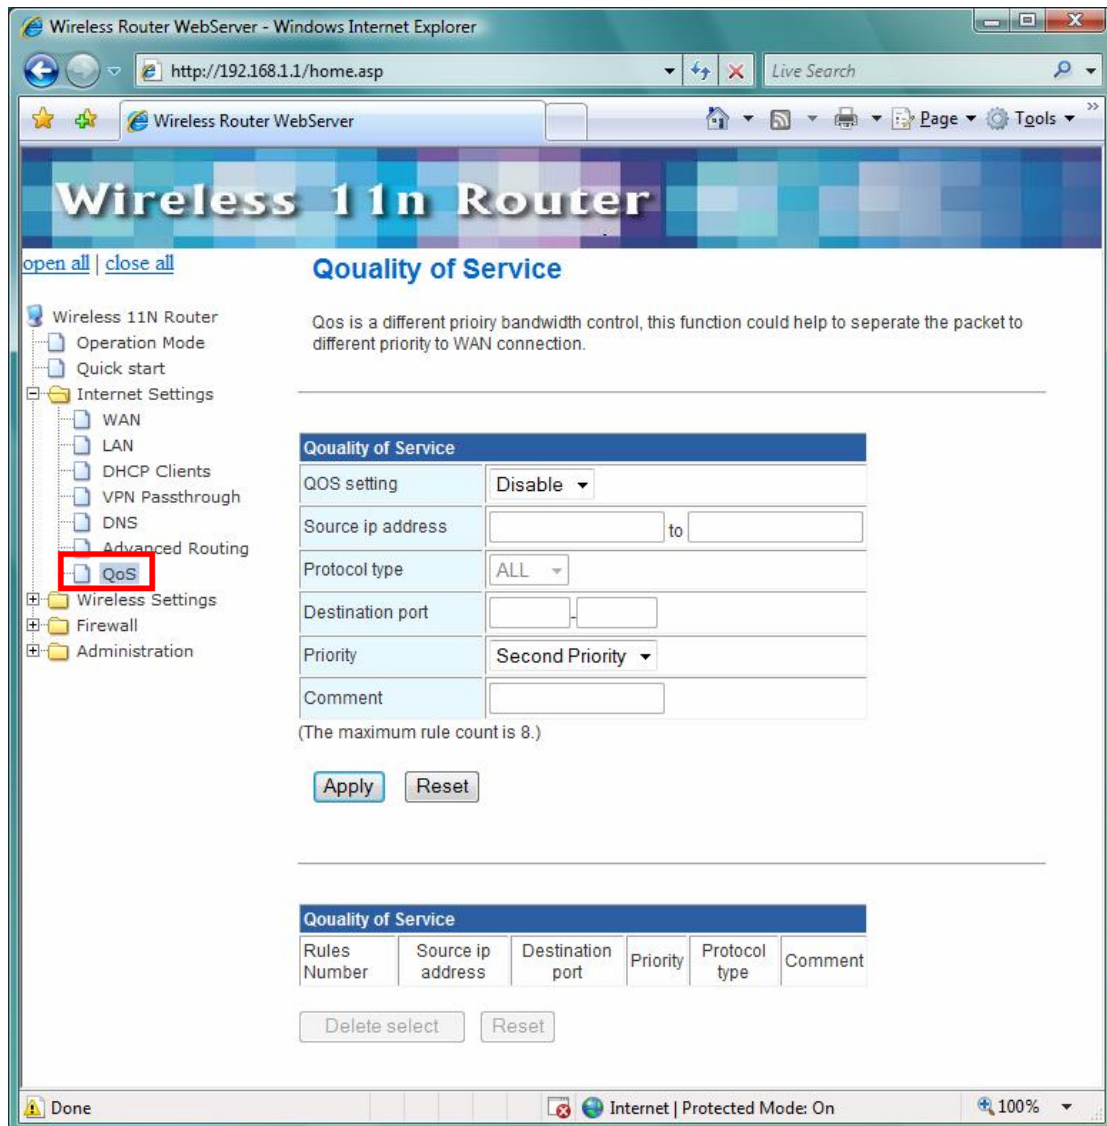 Wireless Router WebServer - Windows Internet Explorer
http://192.168.1.1/home.asp
Live Search
Wireless Router WebServer
Page
Tools
Wireless 11n Router
open all | close all
Wireless 11N Router
Operation Mode
Quick start
Internet Settings
WAN
LAN
DHCP Clients
VPN Passthrough
DNS
Advanced Routing
QoS
Wireless Settings
Firewall
Administration
Qouality of Service
Qos is a different prioiry bandwidth control, this function could help to seperate the packet to
different priority to WAN connection.
Qouality of Service
QOS setting Disable
Source ip address to
Protocol type ALL
Destination port -
Priority Second Priority
Comment
(The maximum rule count is 8.)
Apply Reset
Qouality of Service
Rules Number Source ip address Destination port Priority Protocol type Comment
Delete select Reset
Done Internet | Protected Mode: On 100%